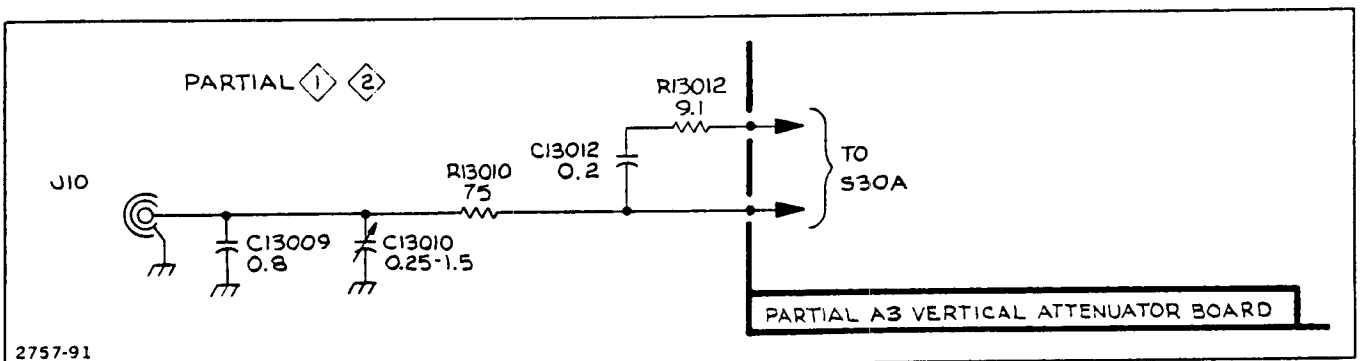 PARTIAL 1 2
R13012
9.1
C13012
0.2
TO
S30A
J10
R13010
75
C13009
0.8
C13010
0.25-1.5
PARTIAL A3 VERTICAL ATTENUATOR BOARD
2757-91